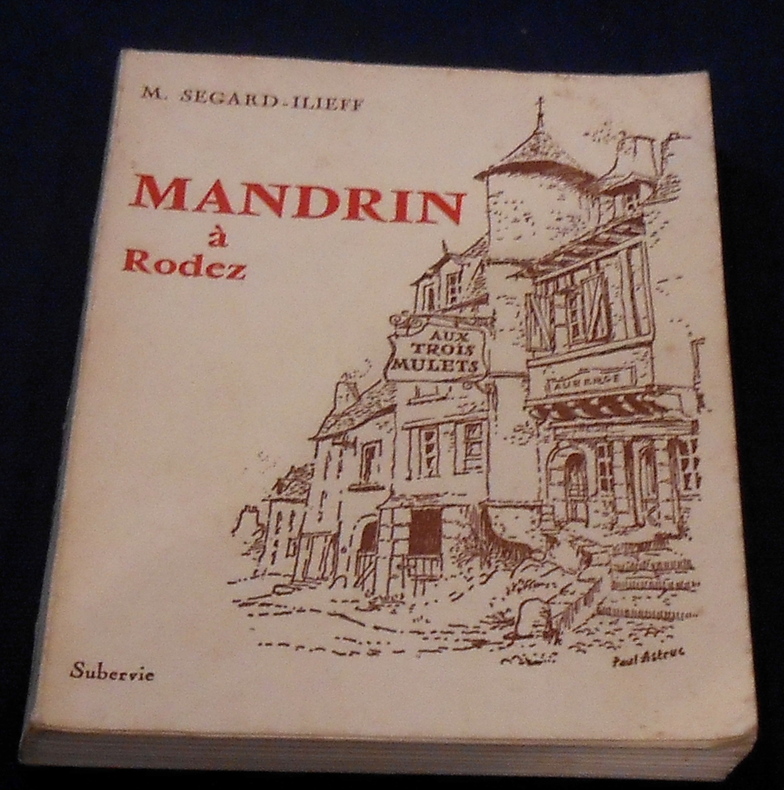 M. SEGARD-ILIEFF
MANDRIN
à
Rodez
AUX
TROIS
MULETS
AUBERGE
Subervie
Paul Astruc